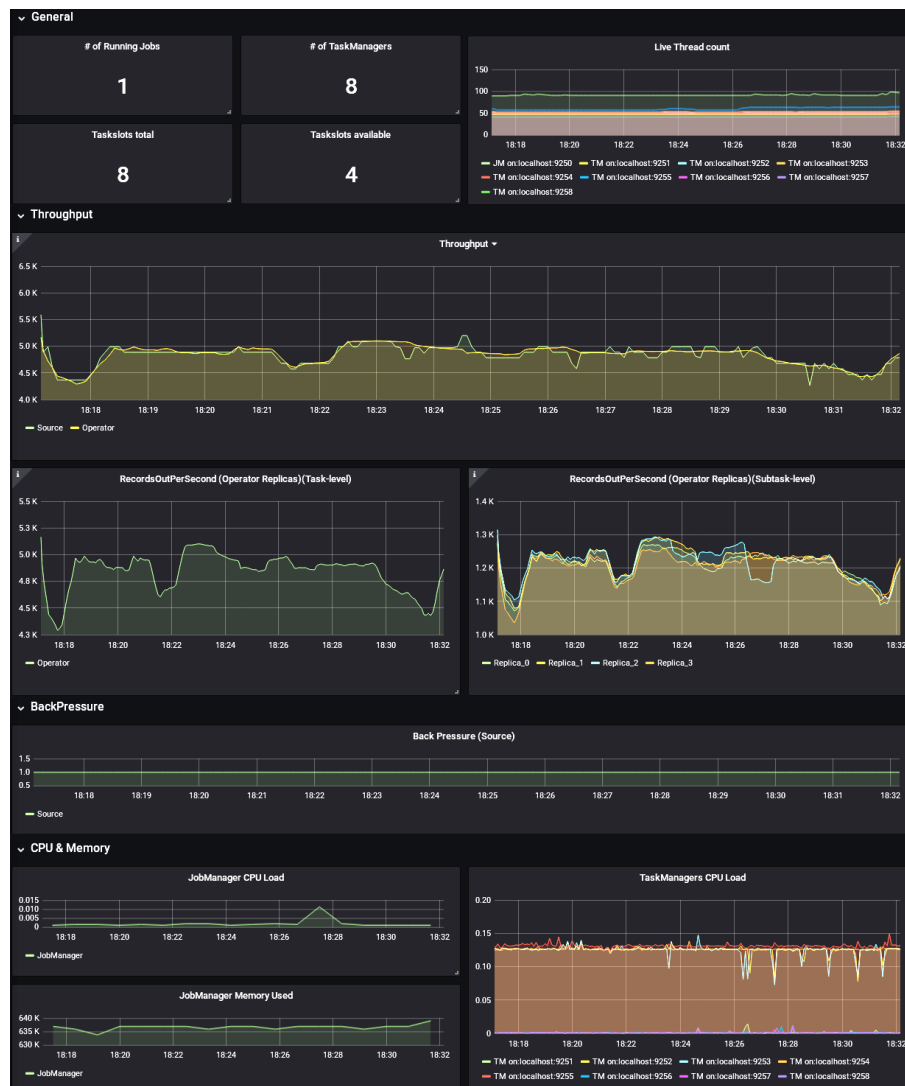 General
# of Running Jobs
1
# of TaskManagers
8
Taskslots total
8
Taskslots available
4
Live Thread count
150
100
50
0
18:18 18:20 18:22 18:24 18:26 18:28 18:30 18:32
JM on:localhost:9250 TM on:localhost:9251 TM on:localhost:9252 TM on:localhost:9253
TM on:localhost:9254 TM on:localhost:9255 TM on:localhost:9256 TM on:localhost:9257
TM on:localhost:9258
Throughput
i
Throughput
6.5 K
6.0 K
5.5 K
5.0 K
4.5 K
4.0 K
18:18 18:19 18:20 18:21 18:22 18:23 18:24 18:25 18:26 18:27 18:28 18:29 18:30 18:31 18:32
Source Operator
i
RecordsOutPerSecond (Operator Replicas)(Task-level)
5.5 K
5.3 K
5.0 K
4.8 K
4.5 K
4.3 K
18:18 18:20 18:22 18:24 18:26 18:28 18:30 18:32
Operator
i
RecordsOutPerSecond (Operator Replicas)(Subtask-level)
1.4 K
1.3 K
1.2 K
1.1 K
1.0 K
18:18 18:20 18:22 18:24 18:26 18:28 18:30 18:32
Replica_0 Replica_1 Replica_2 Replica_3
BackPressure
Back Pressure (Source)
1.5
1.0
0.5
18:18 18:19 18:20 18:21 18:22 18:23 18:24 18:25 18:26 18:27 18:28 18:29 18:30 18:31 18:32
Source
CPU & Memory
JobManager CPU Load
0.015
0.010
0.005
0
18:18 18:20 18:22 18:24 18:26 18:28 18:30 18:32
JobManager
JobManager Memory Used
640 K
635 K
630 K
18:18 18:20 18:22 18:24 18:26 18:28 18:30 18:32
JobManager
TaskManagers CPU Load
0.20
0.15
0.10
0.05
0
18:18 18:20 18:22 18:24 18:26 18:28 18:30 18:32
TM on:localhost:9251 TM on:localhost:9252 TM on:localhost:9253 TM on:localhost:9254
TM on:localhost:9255 TM on:localhost:9256 TM on:localhost:9257 TM on:localhost:9258